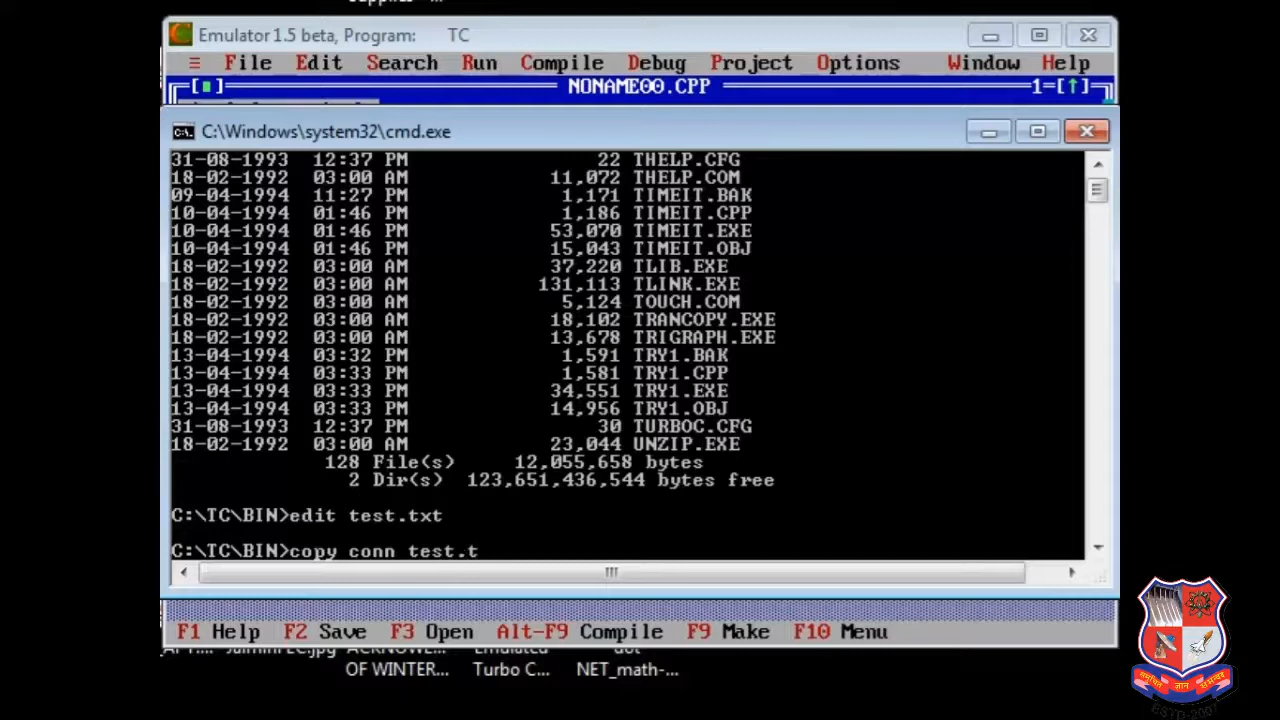 Emulator 1.5 beta, Program: TC
≡ File Edit Search Run Compile Debug Project Options Window Help
[■] NONAME00.CPP 1=[↑]
C:\Windows\system32\cmd.exe
31-08-1993 12:37 PM 22 THELP.CFG
18-02-1992 03:00 AM 11,072 THELP.COM
09-04-1994 11:27 PM 1,171 TIMEIT.BAK
10-04-1994 01:46 PM 1,186 TIMEIT.CPP
10-04-1994 01:46 PM 53,070 TIMEIT.EXE
10-04-1994 01:46 PM 15,043 TIMEIT.OBJ
18-02-1992 03:00 AM 37,220 TLIB.EXE
18-02-1992 03:00 AM 131,113 TLINK.EXE
18-02-1992 03:00 AM 5,124 TOUCH.COM
18-02-1992 03:00 AM 18,102 TRANCOPY.EXE
18-02-1992 03:00 AM 13,678 TRIGRAPH.EXE
13-04-1994 03:32 PM 1,591 TRY1.BAK
13-04-1994 03:33 PM 1,581 TRY1.CPP
13-04-1994 03:33 PM 34,551 TRY1.EXE
13-04-1994 03:33 PM 14,956 TRY1.OBJ
31-08-1993 12:37 PM 30 TURBOC.CFG
18-02-1992 03:00 AM 23,044 UNZIP.EXE
128 File(s) 12,055,658 bytes
2 Dir(s) 123,651,436,544 bytes free
C:\TC\BIN>edit test.txt
C:\TC\BIN>copy conn test.t
F1 Help F2 Save F3 Open Alt-F9 Compile F9 Make F10 Menu
OF WINTER... Turbo C... NET_math-...
ESTD-2007